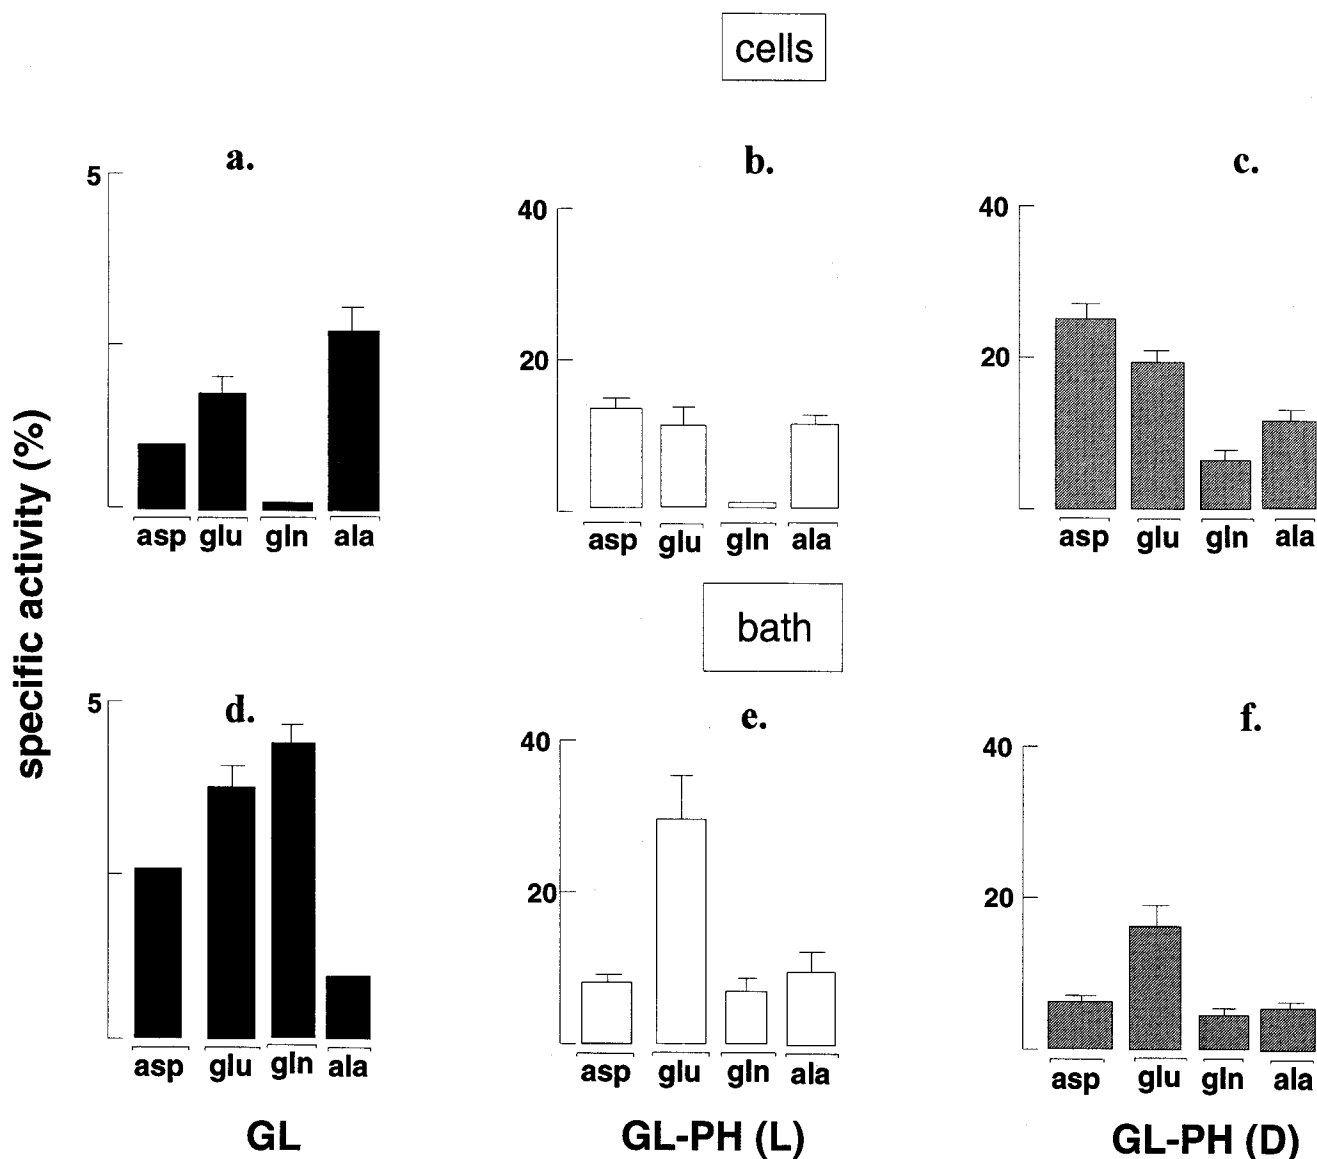 cells
a.
b.
c.
5
40
20
40
20
asp glu gln ala
asp glu gln ala
asp glu gln ala
specific activity (%)
bath
d.
e.
f.
5
40
20
40
20
asp glu gln ala
asp glu gln ala
asp glu gln ala
GL
GL-PH (L)
GL-PH (D)